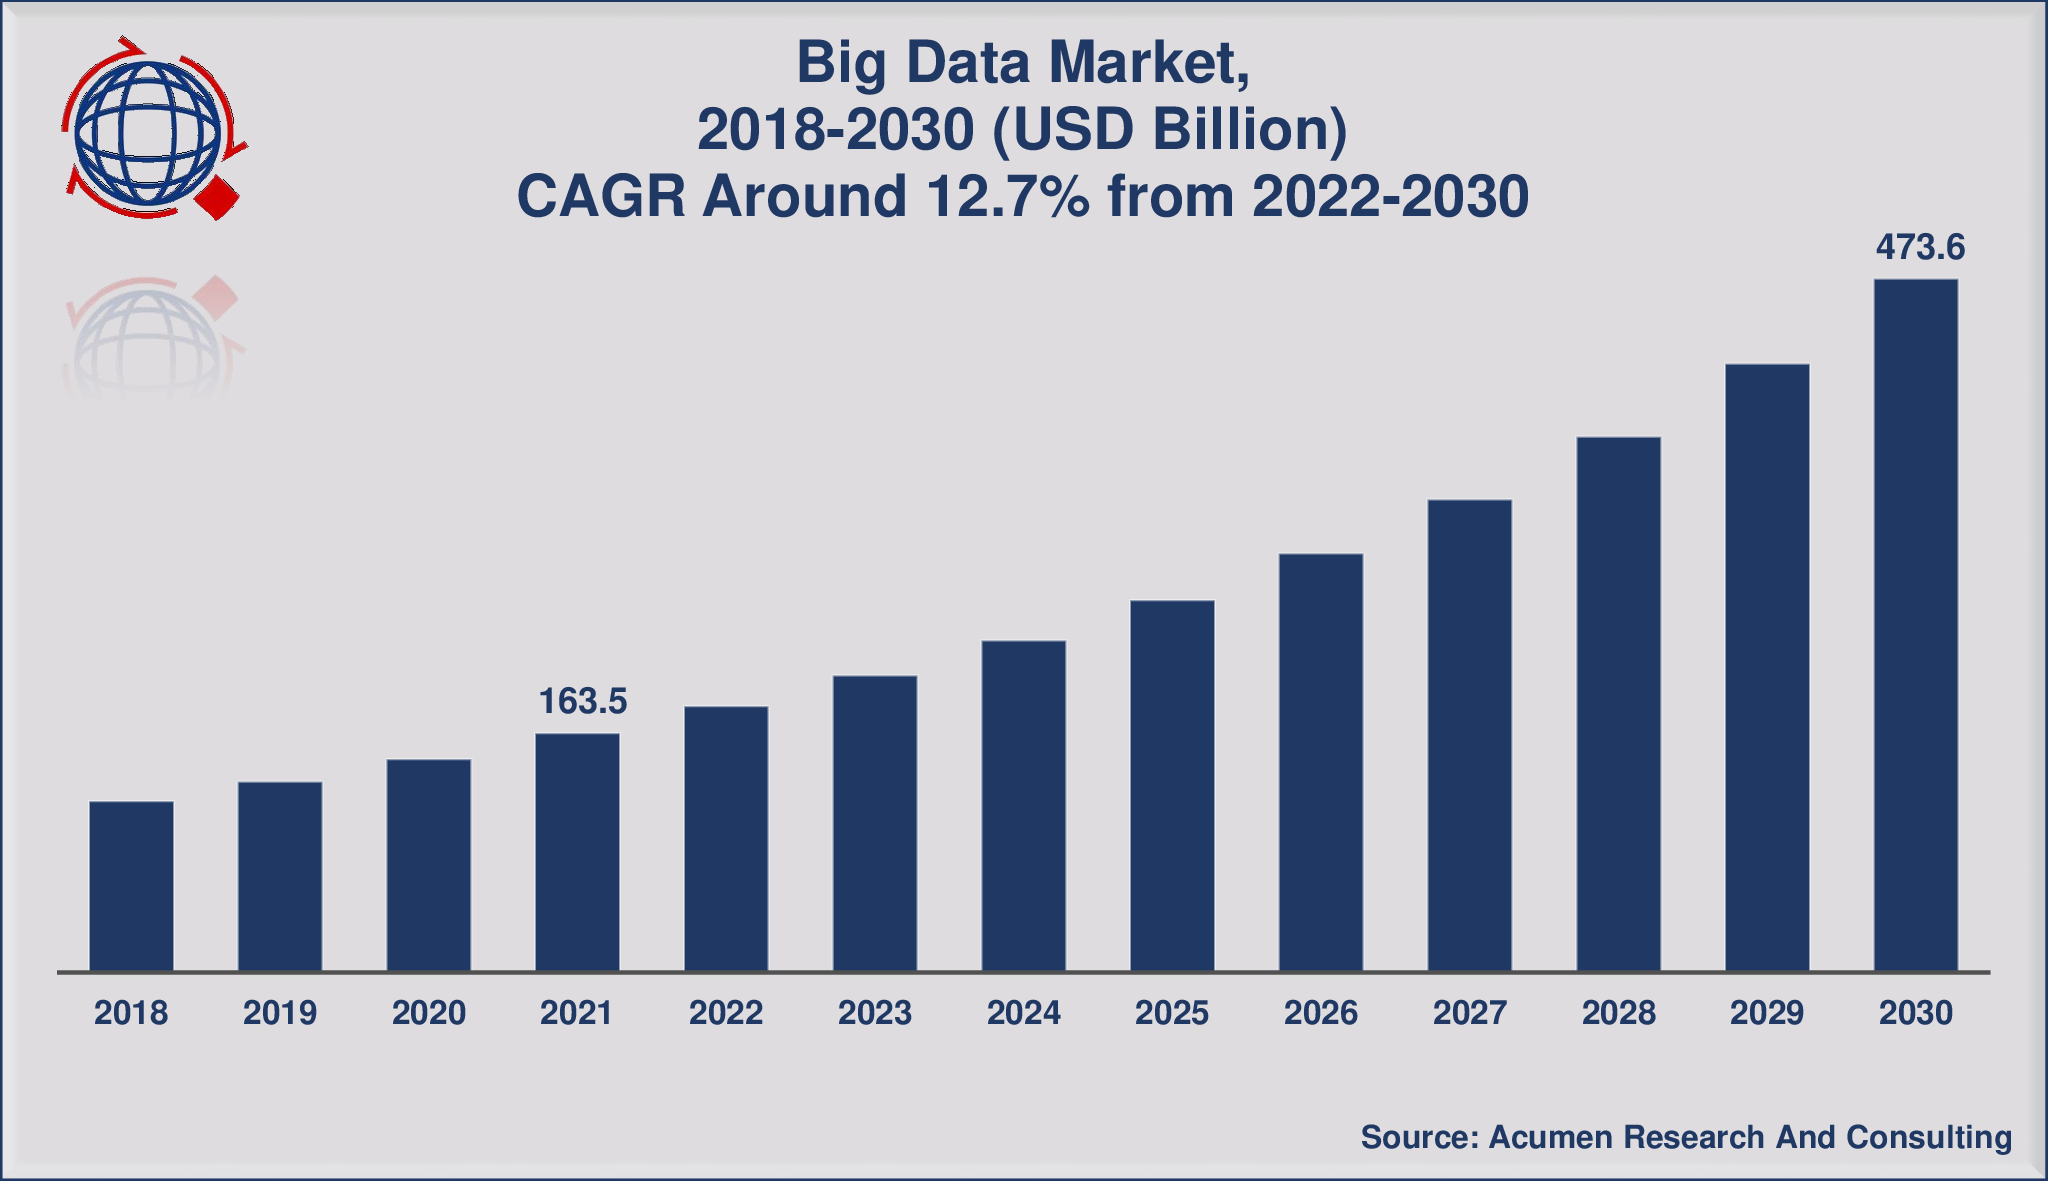 Big Data Market,
2018-2030 (USD Billion)
CAGR Around 12.7% from 2022-2030
473.6
163.5
2018 2019 2020 2021 2022 2023 2024 2025 2026 2027 2028 2029 2030
Source: Acumen Research And Consulting